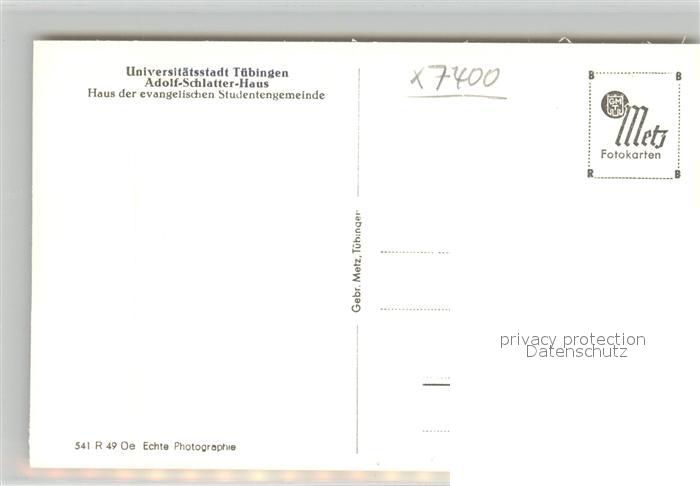 Universitätsstadt Tübingen
Adolf-Schlatter-Haus
Haus der evangelischen Studentengemeinde
x7400
B B
GM
Metz
Fotokarten
R B
Gebr. Metz, Tübingen
privacy protection
Datenschutz
541 R 49 Oe Echte Photographie